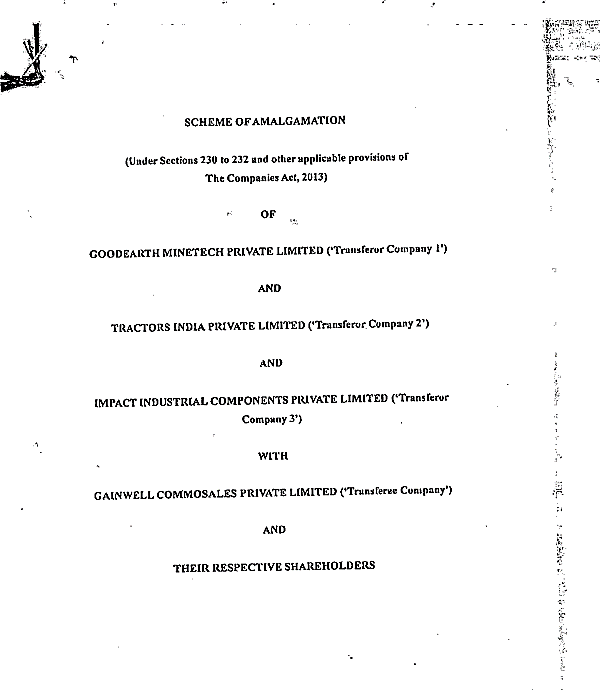 SCHEME OF AMALGAMATION
(Under Sections 230 to 232 and other applicable provisions of
The Companies Act, 2013)
OF
GOODEARTH MINETECH PRIVATE LIMITED ('Transferor Company 1')
AND
TRACTORS INDIA PRIVATE LIMITED ('Transferor Company 2')
AND
IMPACT INDUSTRIAL COMPONENTS PRIVATE LIMITED ('Transferor
Company 3')
WITH
GAINWELL COMMOSALES PRIVATE LIMITED ('Transferee Company')
AND
THEIR RESPECTIVE SHAREHOLDERS